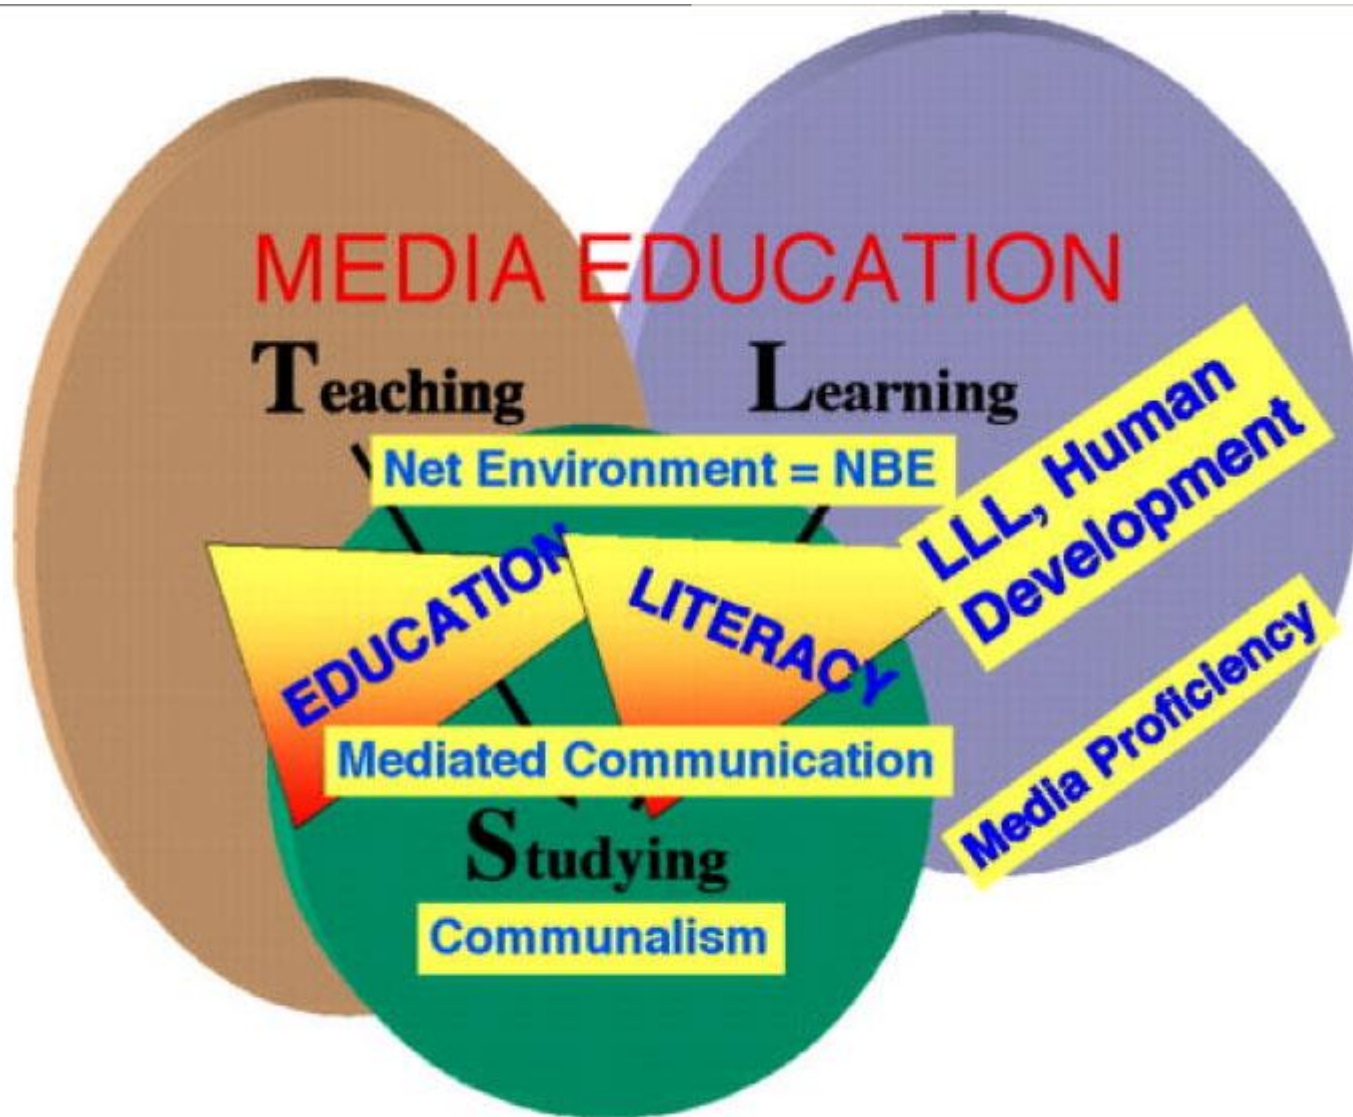 MEDIA EDUCATION
Teaching
Learning
Net Environment = NBE
LLL, Human
Development
EDUCATION
LITERACY
Media Proficiency
Mediated Communication
Studying
Communalism